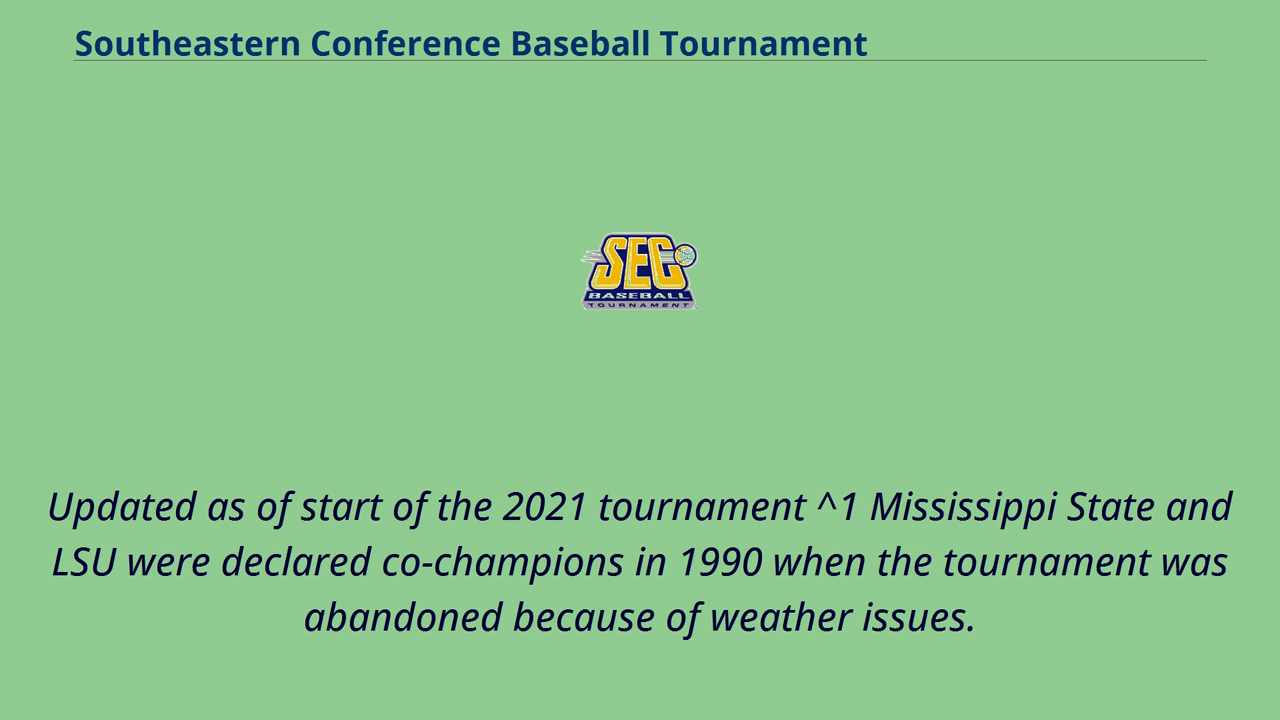 Southeastern Conference Baseball Tournament
SEC
BASEBALL
TOURNAMENT
Updated as of start of the 2021 tournament ^1 Mississippi State and
LSU were declared co-champions in 1990 when the tournament was
abandoned because of weather issues.